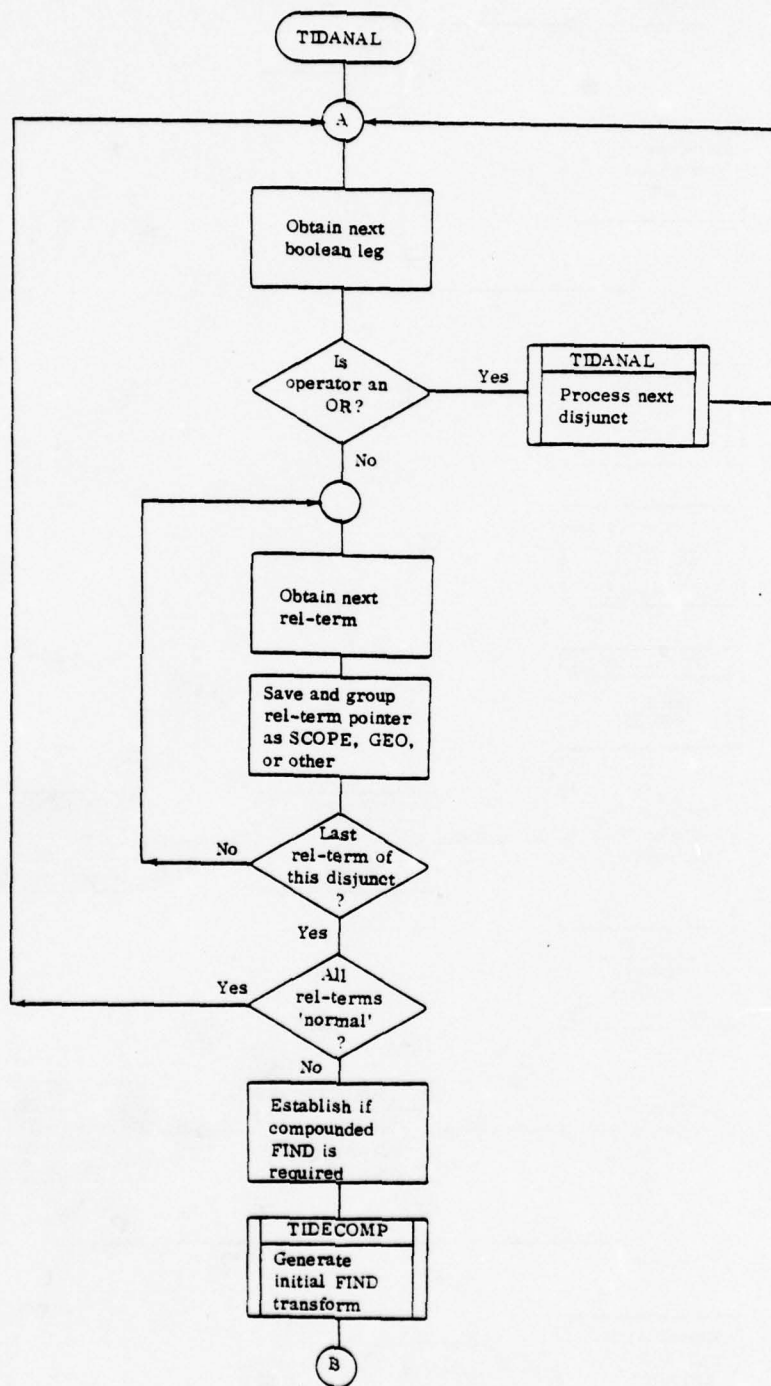 TIDANAL
A
Obtain next
boolean leg
Is
operator an
OR?
Yes
TIDANAL
Process next
disjunct
No
Obtain next
rel-term
Save and group
rel-term pointer
as SCOPE, GEO,
or other
Last
rel-term of
this disjunct
?
No
Yes
All
rel-terms
'normal'
?
Yes
No
Establish if
compounded
FIND is
required
TIDECOMP
Generate
initial FIND
transform
B